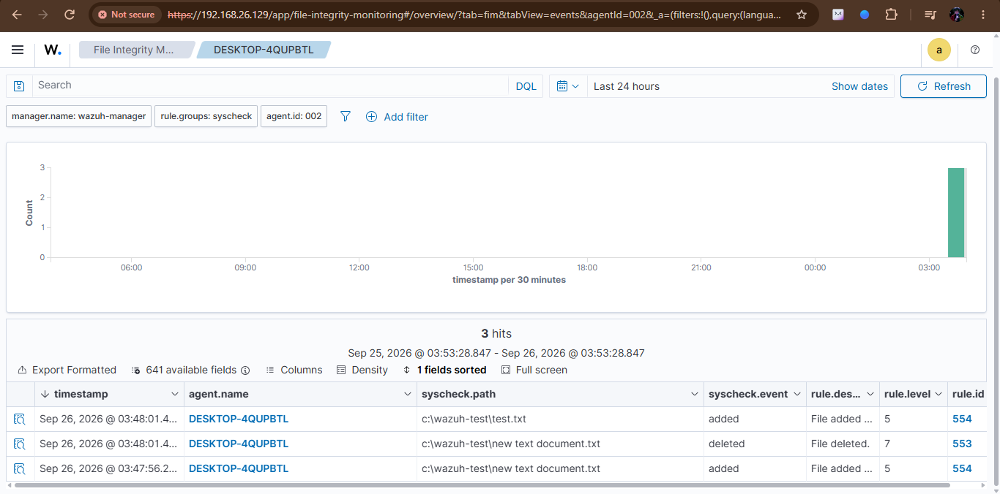 Not secure https://192.168.26.129/app/file-integrity-monitoring#/overview/?tab=fim&tabView=events&agentId=002&_a=(filters:!(),query:(langua...
W. File Integrity M... DESKTOP-4QUPBTL a
Search DQL Last 24 hours Show dates Refresh
manager.name: wazuh-manager rule.groups: syscheck agent.id: 002 Add filter
3
2
1
0
Count
06:00 09:00 12:00 15:00 18:00 21:00 00:00 03:00
timestamp per 30 minutes
3 hits
Sep 25, 2026 @ 03:53:28.847 - Sep 26, 2026 @ 03:53:28.847
Export Formatted 641 available fields Columns Density 1 fields sorted Full screen
timestamp agent.name syscheck.path syscheck.event rule.des... rule.level rule.id
Sep 26, 2026 @ 03:48:01.4... DESKTOP-4QUPBTL c:\wazuh-test\test.txt added File added ... 5 554
Sep 26, 2026 @ 03:48:01.4... DESKTOP-4QUPBTL c:\wazuh-test\new text document.txt deleted File deleted. 7 553
Sep 26, 2026 @ 03:47:56.2... DESKTOP-4QUPBTL c:\wazuh-test\new text document.txt added File added ... 5 554